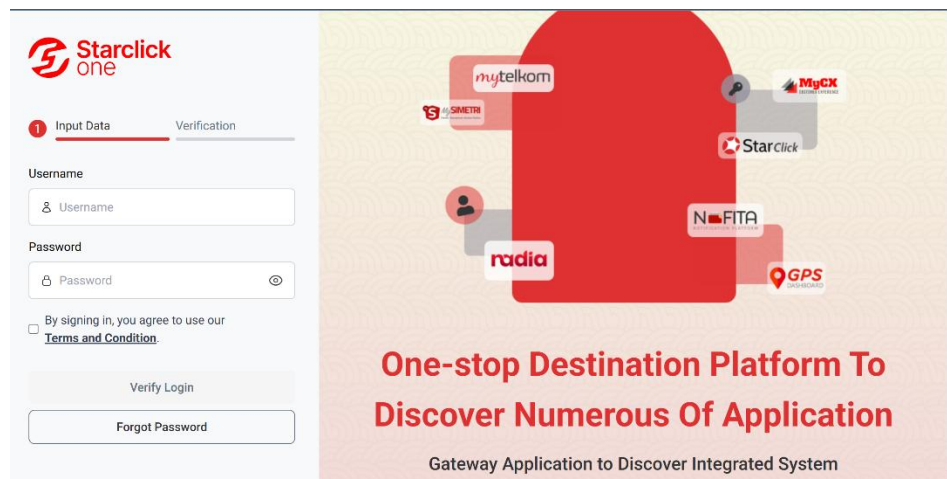 Starclick
one
1 Input Data Verification
Username
Username
Password
Password
By signing in, you agree to use our
Terms and Condition.
Verify Login
Forgot Password
mytelkom
MySIMETRI
MyCX
StarClick
NOFITA
radia
GPS
DASHBOARD
One-stop Destination Platform To
Discover Numerous Of Application
Gateway Application to Discover Integrated System